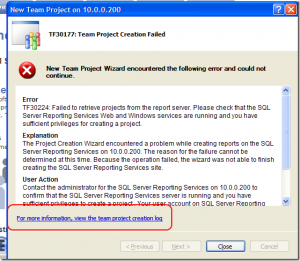 New Team Project on 10.0.0.200
TF30177: Team Project Creation Failed
New Team Project Wizard encountered the following error and could not
continue.
Error
TF30224: Failed to retrieve projects from the report server. Please check that the SQL
Server Reporting Services Web and Windows services are running and you have
sufficient privileges for creating a project.
Explanation
The Project Creation Wizard encountered a problem while creating reports on the SQL
Server Reporting Services on 10.0.0.200. The reason for the failure cannot be
determined at this time. Because the operation failed, the wizard was not able to finish
creating the SQL Server Reporting Services site.
User Action
Contact the administrator for the SQL Server Reporting Services on 10.0.0.200 to
confirm that the SQL Server Reporting Services server is running and you have
sufficient privileges to create a project. Your user account on SQL Server Reporting
For more information, view the team project creation log
< Previous
Next >
Close
Cancel